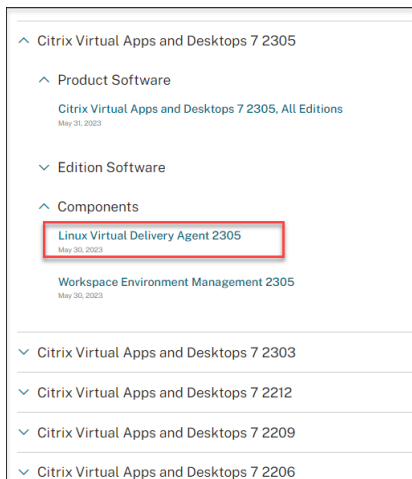 Citrix Virtual Apps and Desktops 7 2305
Product Software
Citrix Virtual Apps and Desktops 7 2305, All Editions
May 31, 2023
Edition Software
Components
Linux Virtual Delivery Agent 2305
May 30, 2023
Workspace Environment Management 2305
May 30, 2023
Citrix Virtual Apps and Desktops 7 2303
Citrix Virtual Apps and Desktops 7 2212
Citrix Virtual Apps and Desktops 7 2209
Citrix Virtual Apps and Desktops 7 2206